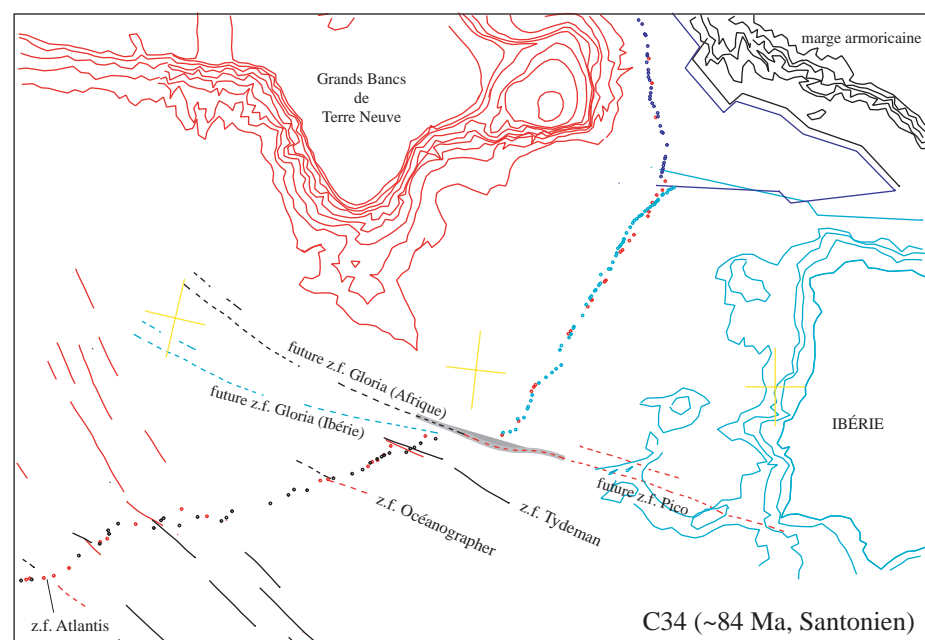 marge armoricaine
Grands Bancs
de
Terre Neuve
future z.f. Gloria (Afrique)
future z.f. Gloria (Ibérie)
IBÉRIE
future z.f. Pico
z.f. Tydeman
z.f. Océanographer
z.f. Atlantis
C34 (~84 Ma, Santonien)